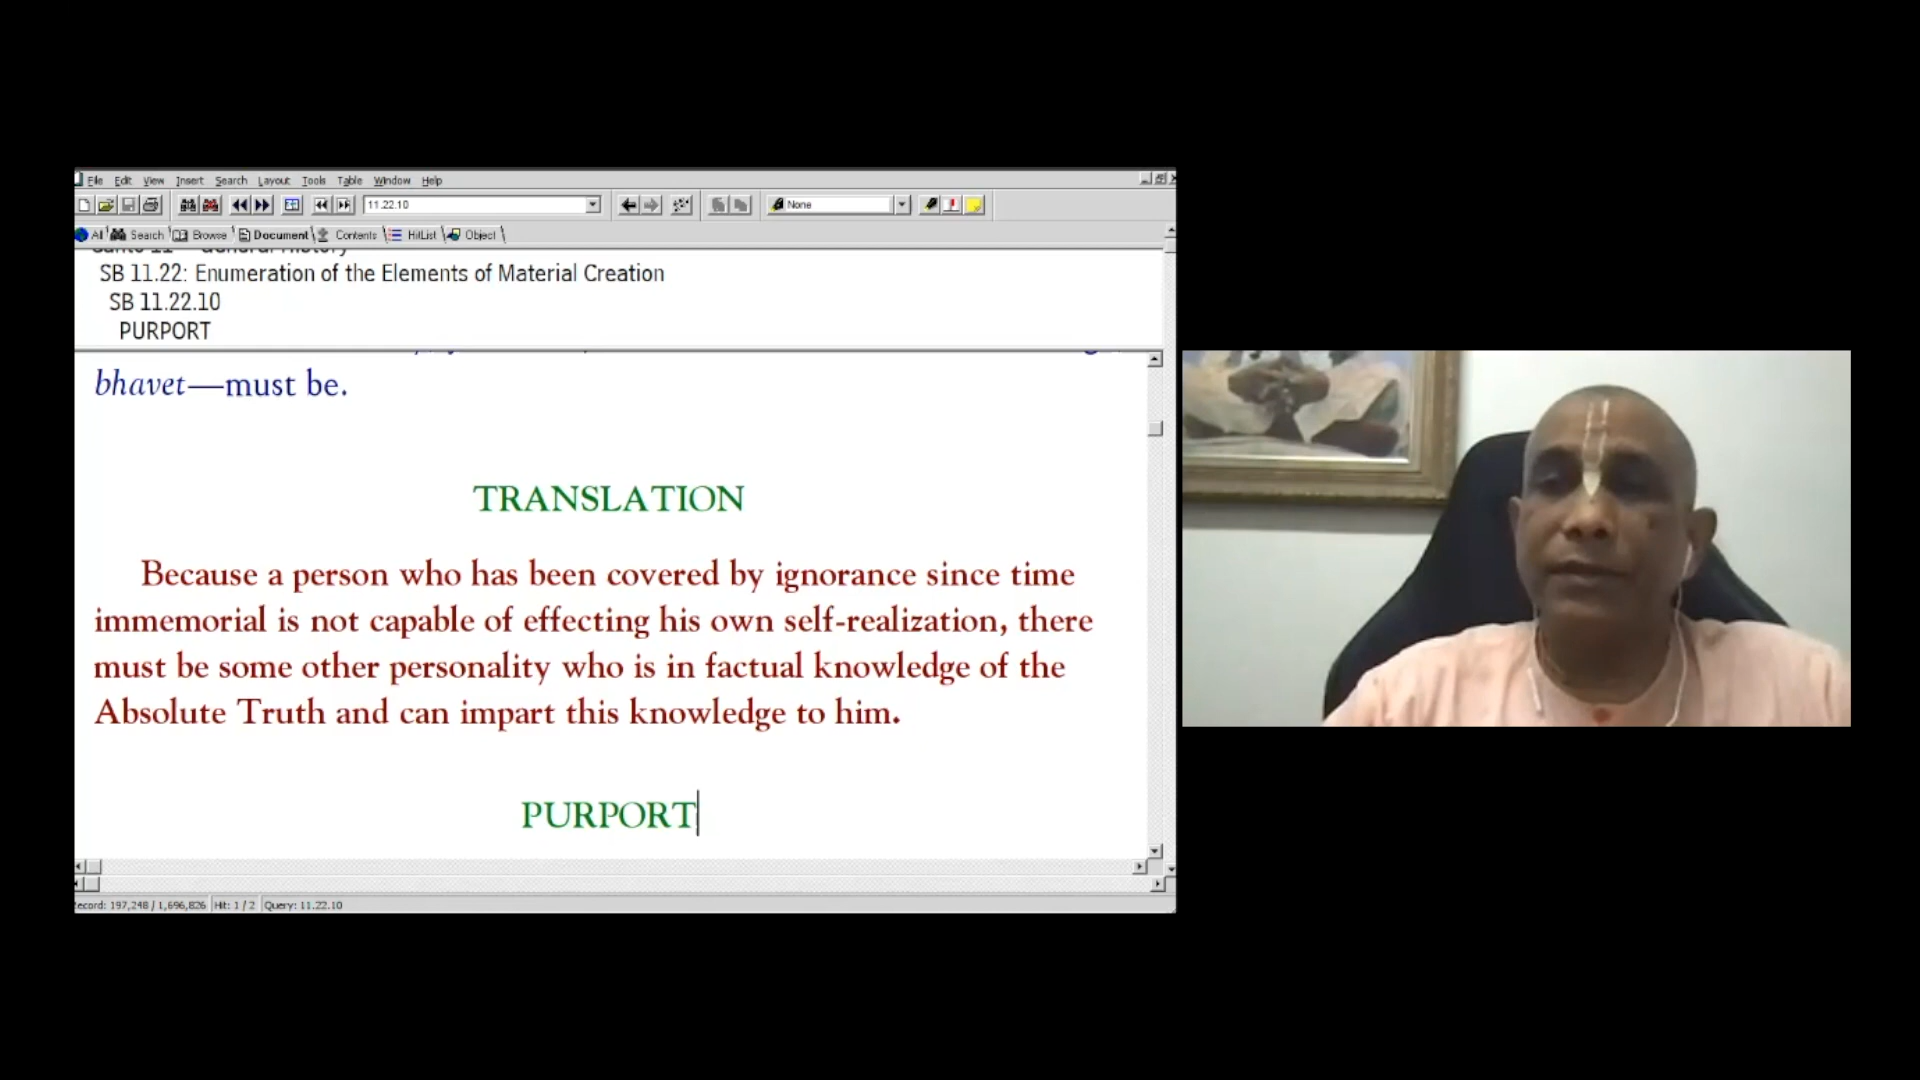 File Edit View Insert Search Layout Tools Table Window Help
11.22.10
None
All Search Browse Document Contents HitList Object
SB 11.22: Enumeration of the Elements of Material Creation
SB 11.22.10
PURPORT
bhavet—must be.
TRANSLATION
Because a person who has been covered by ignorance since time
immemorial is not capable of effecting his own self-realization, there
must be some other personality who is in factual knowledge of the
Absolute Truth and can impart this knowledge to him.
PURPORT
Record: 197,248 / 1,696,826 Hit: 1 / 2 Query: 11.22.10